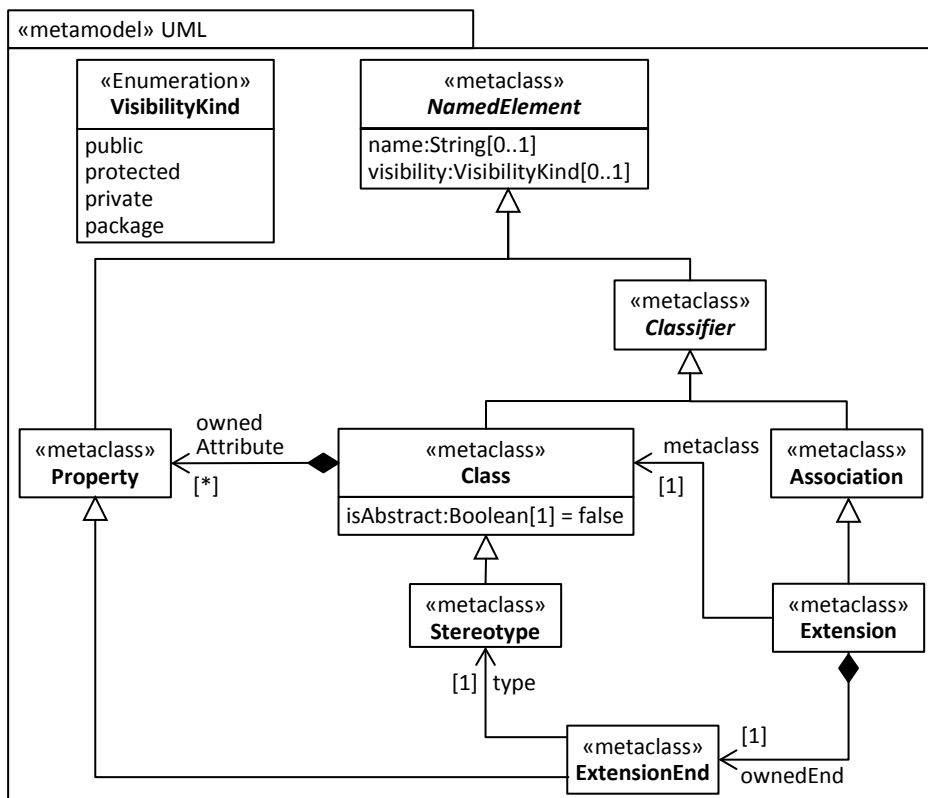 «metamodel» UML
«Enumeration»
VisibilityKind
public
protected
private
package
«metaclass»
NamedElement
name:String[0..1]
visibility:VisibilityKind[0..1]
«metaclass»
Classifier
«metaclass»
Property
owned
Attribute
[*]
«metaclass»
Class
isAbstract:Boolean[1] = false
metaclass
[1]
«metaclass»
Association
«metaclass»
Stereotype
«metaclass»
Extension
[1] type
«metaclass»
ExtensionEnd
[1]
ownedEnd